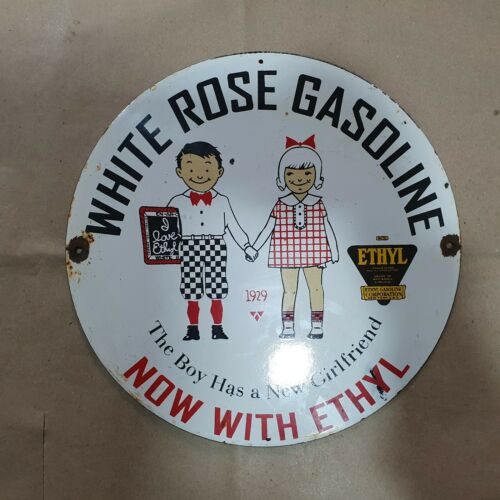 WHITE ROSE GASOLINE
I
love
Ethyl
ETHYL
ETHYL GASOLINE
CORPORATION
1929
The Boy Has a New Girlfriend
NOW WITH ETHYL